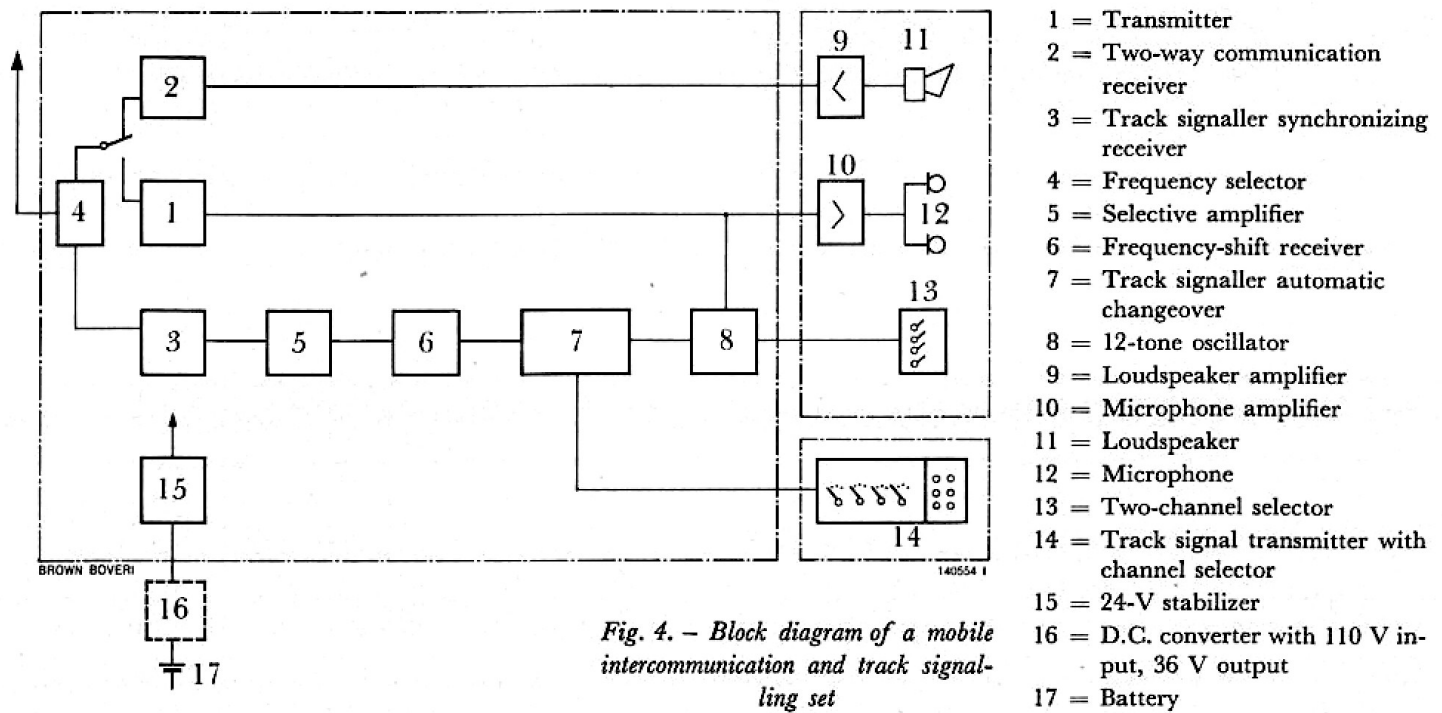 9
11
2
10
4
1
12
13
3
5
6
7
8
15
14
BROWN BOVERI
140554 I
16
17
Fig. 4. – Block diagram of a mobile
intercommunication and track signal-
ling set
1 = Transmitter
2 = Two-way communication
receiver
3 = Track signaller synchronizing
receiver
4 = Frequency selector
5 = Selective amplifier
6 = Frequency-shift receiver
7 = Track signaller automatic
changeover
8 = 12-tone oscillator
9 = Loudspeaker amplifier
10 = Microphone amplifier
11 = Loudspeaker
12 = Microphone
13 = Two-channel selector
14 = Track signal transmitter with
channel selector
15 = 24-V stabilizer
16 = D.C. converter with 110 V in-
put, 36 V output
17 = Battery